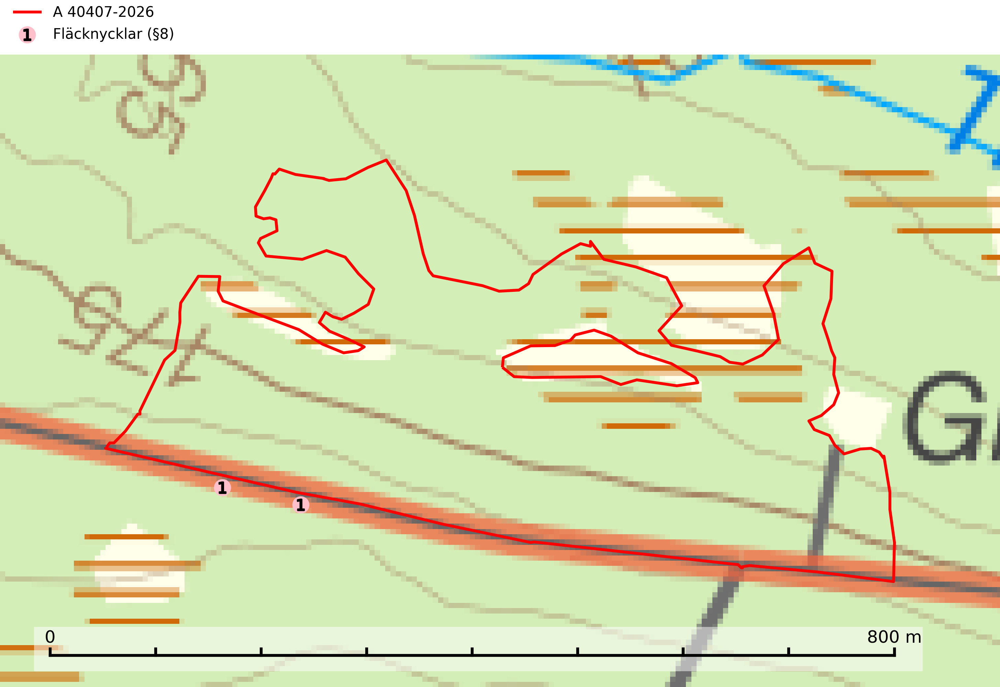 A 40407-2026
1 Fläcknycklar (§8)
G
1
1
0 800 m